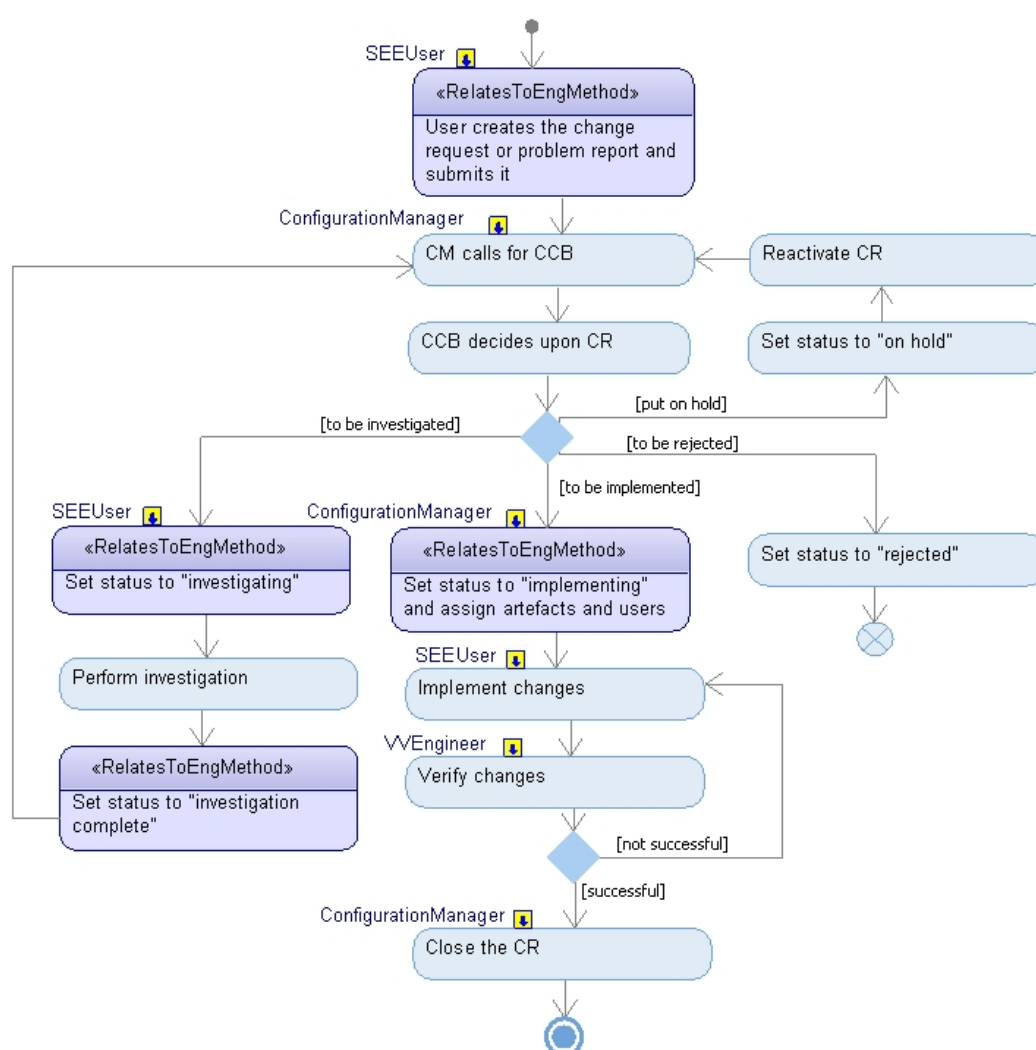 SEEUser
«RelatesToEngMethod»
User creates the change
request or problem report and
submits it
ConfigurationManager
CM calls for CCB
Reactivate CR
CCB decides upon CR
Set status to "on hold"
[put on hold]
[to be investigated]
[to be rejected]
[to be implemented]
SEEUser
ConfigurationManager
«RelatesToEngMethod»
«RelatesToEngMethod»
Set status to "rejected"
Set status to "investigating"
Set status to "implementing"
and assign artefacts and users
SEEUser
Perform investigation
Implement changes
VVEngineer
«RelatesToEngMethod»
Verify changes
Set status to "investigation
complete"
[not successful]
[successful]
ConfigurationManager
Close the CR